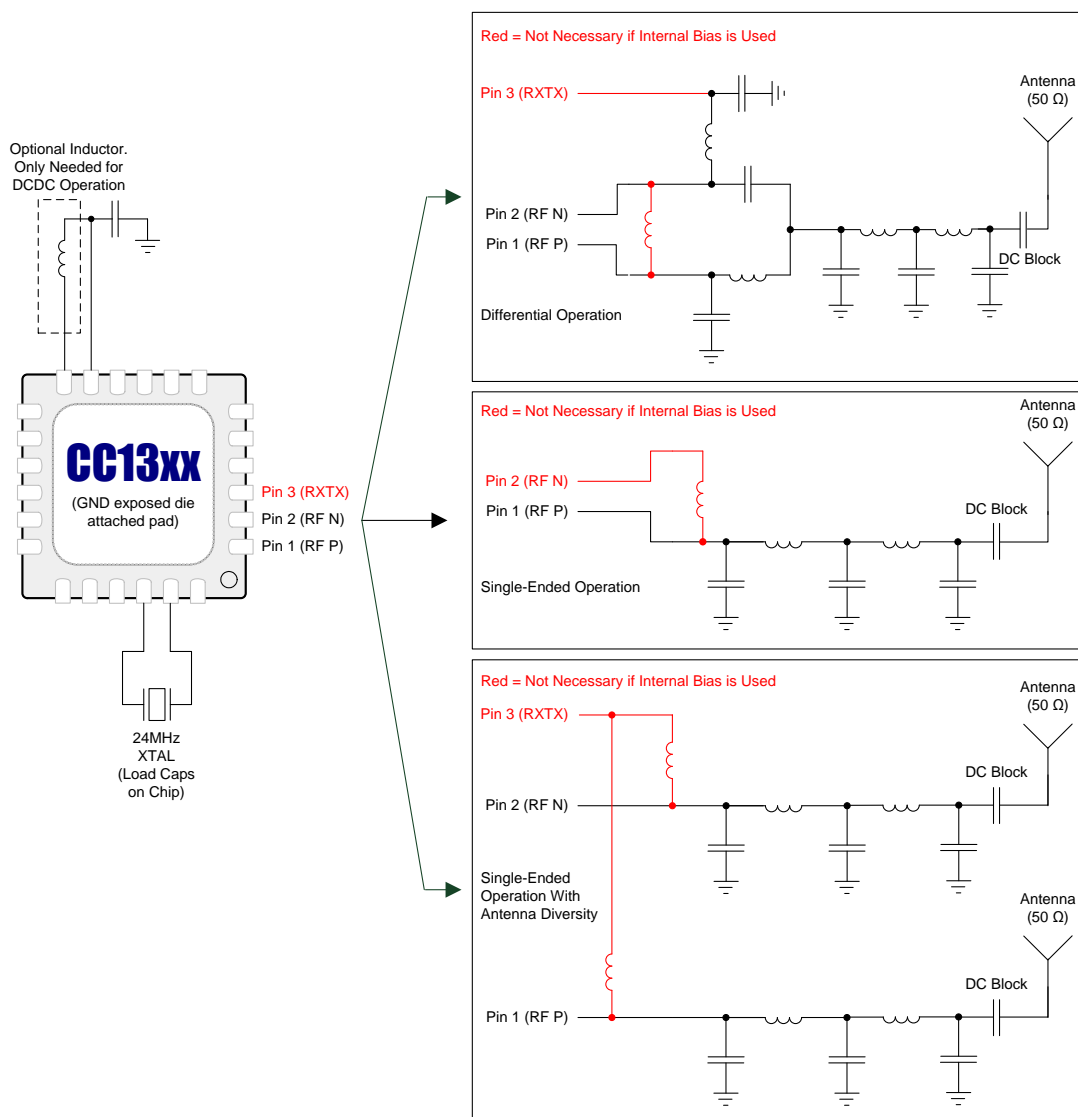 Optional Inductor.
Only Needed for
DCDC Operation
CC13xx
(GND exposed die
attached pad)
Pin 3 (RXTX)
Pin 2 (RF N)
Pin 1 (RF P)
24MHz
XTAL
(Load Caps
on Chip)
Red = Not Necessary if Internal Bias is Used
Pin 3 (RXTX)
Antenna
(50 Ω)
Pin 2 (RF N)
Pin 1 (RF P)
DC Block
Differential Operation
Red = Not Necessary if Internal Bias is Used
Antenna
(50 Ω)
Pin 2 (RF N)
Pin 1 (RF P)
DC Block
Single-Ended Operation
Red = Not Necessary if Internal Bias is Used
Antenna
(50 Ω)
Pin 3 (RXTX)
DC Block
Pin 2 (RF N)
Single-Ended
Operation With
Antenna Diversity
Antenna
(50 Ω)
DC Block
Pin 1 (RF P)